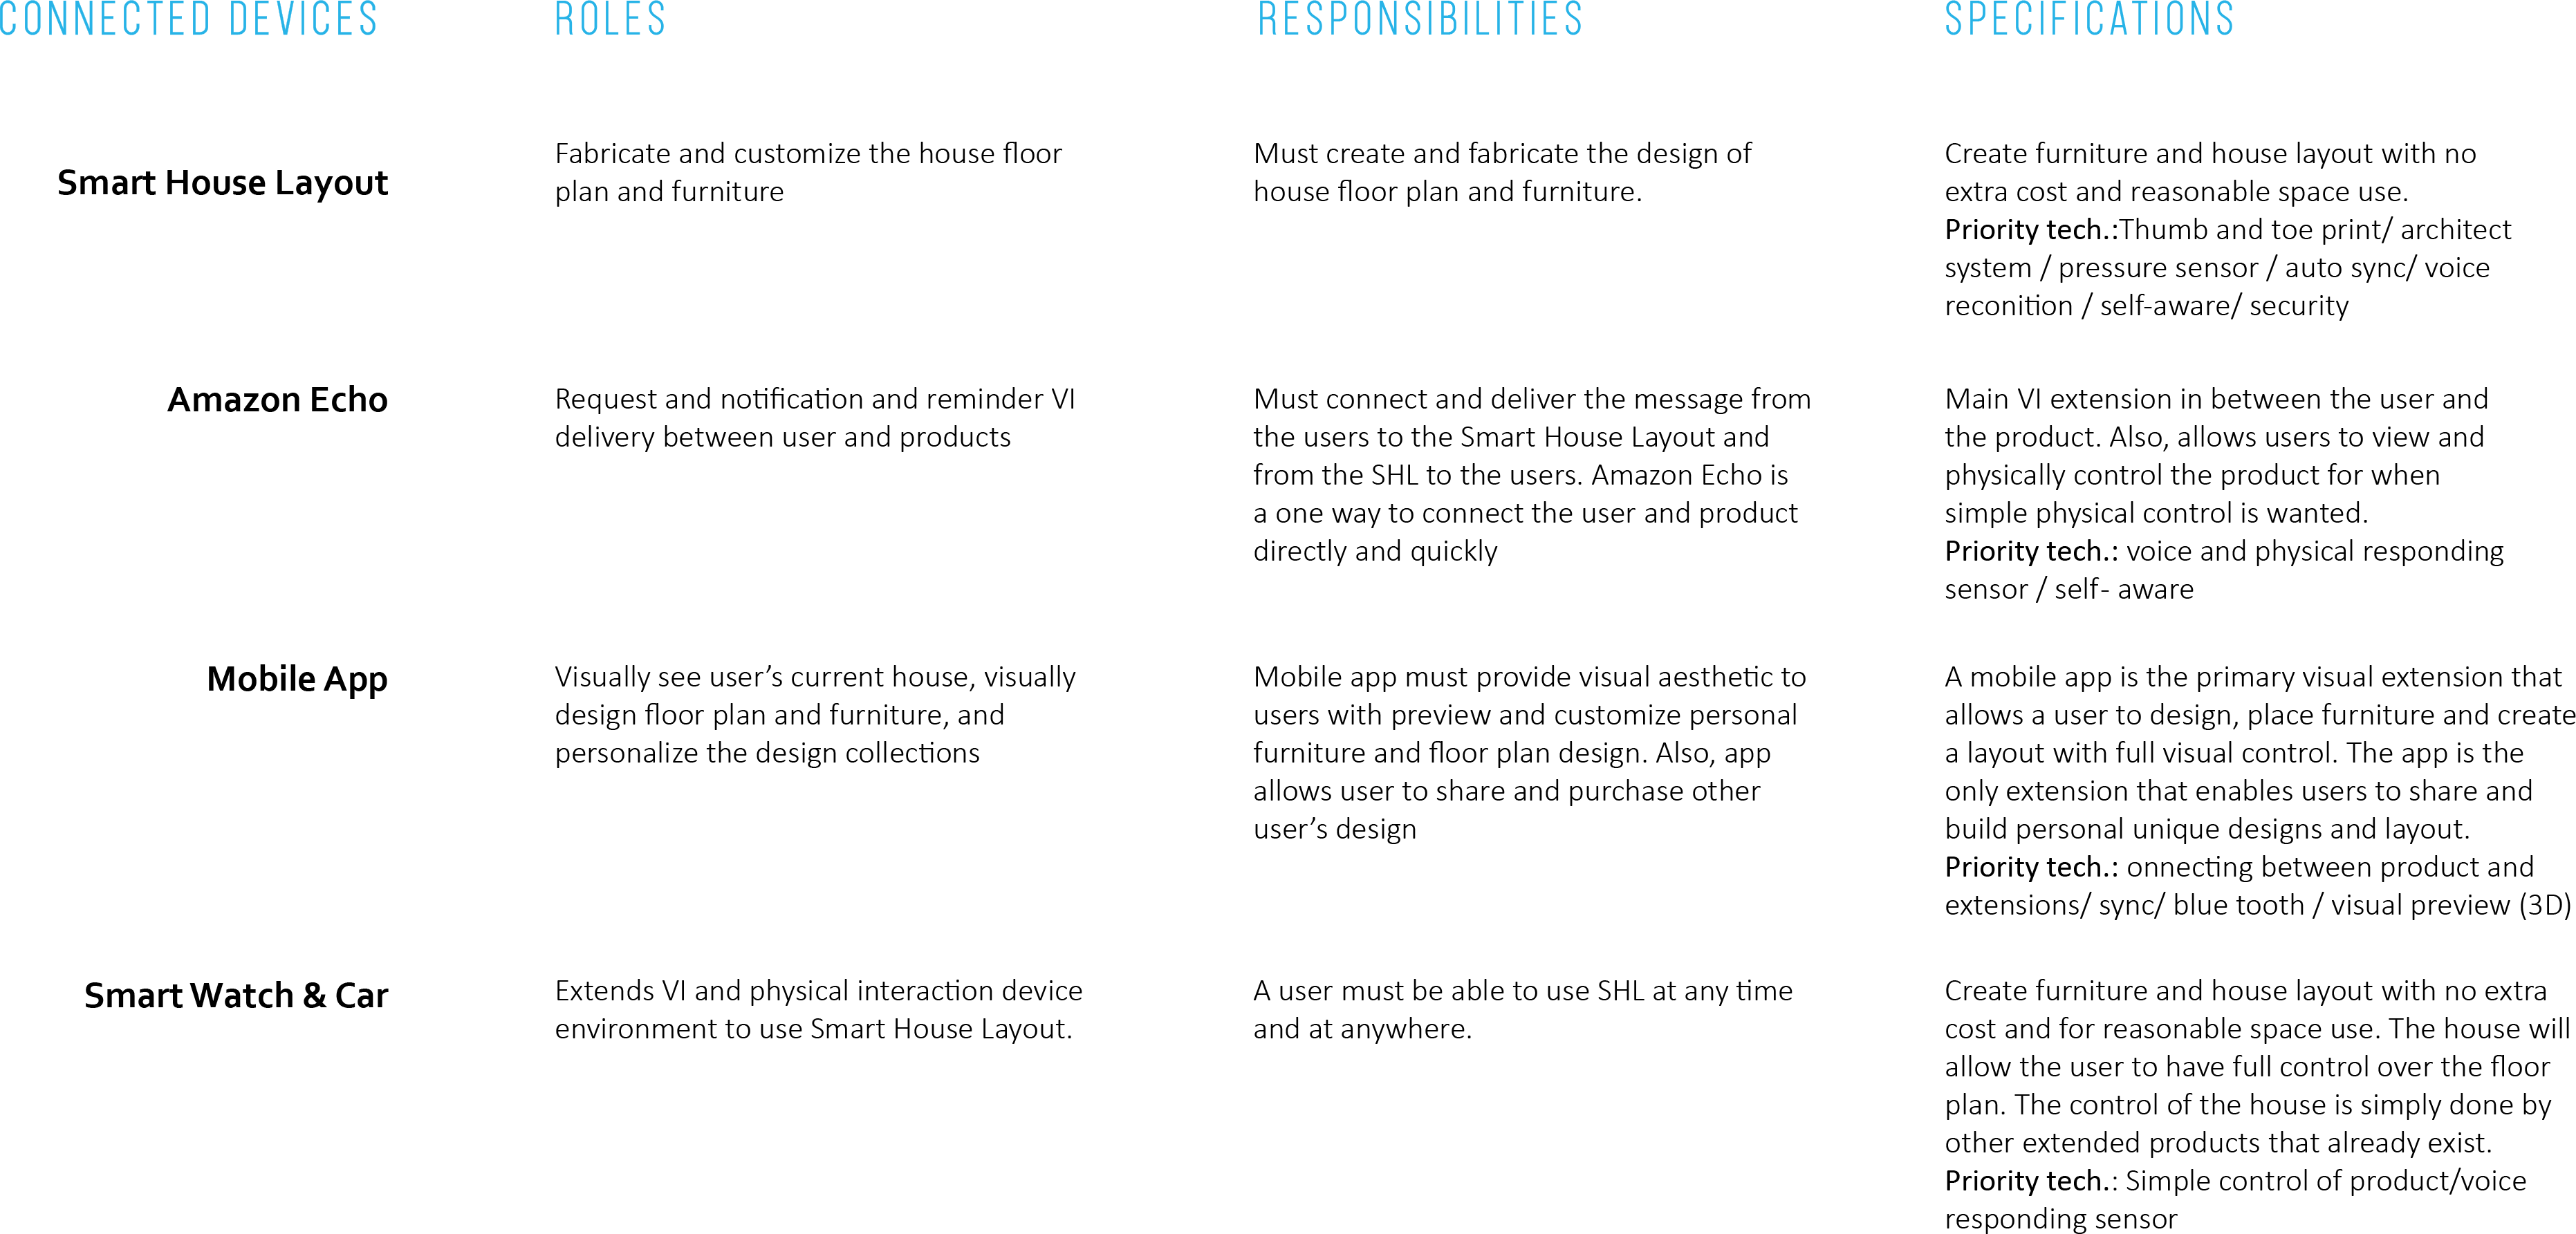 CONNECTED DEVICES ROLES RESPONSIBILITIES SPECIFICATIONS
Smart House Layout
Fabricate and customize the house floor
plan and furniture
Must create and fabricate the design of
house floor plan and furniture.
Create furniture and house layout with no
extra cost and reasonable space use.
Priority tech.:Thumb and toe print/ architect
system / pressure sensor / auto sync/ voice
reconition / self-aware/ security
Amazon Echo
Request and notification and reminder VI
delivery between user and products
Must connect and deliver the message from
the users to the Smart House Layout and
from the SHL to the users. Amazon Echo is
a one way to connect the user and product
directly and quickly
Main VI extension in between the user and
the product. Also, allows users to view and
physically control the product for when
simple physical control is wanted.
Priority tech.: voice and physical responding
sensor / self- aware
Mobile App
Visually see user’s current house, visually
design floor plan and furniture, and
personalize the design collections
Mobile app must provide visual aesthetic to
users with preview and customize personal
furniture and floor plan design. Also, app
allows user to share and purchase other
user’s design
A mobile app is the primary visual extension that
allows a user to design, place furniture and create
a layout with full visual control. The app is the
only extension that enables users to share and
build personal unique designs and layout.
Priority tech.: onnecting between product and
extensions/ sync/ blue tooth / visual preview (3D)
Smart Watch & Car
Extends VI and physical interaction device
environment to use Smart House Layout.
A user must be able to use SHL at any time
and at anywhere.
Create furniture and house layout with no extra
cost and for reasonable space use. The house will
allow the user to have full control over the floor
plan. The control of the house is simply done by
other extended products that already exist.
Priority tech.: Simple control of product/voice
responding sensor